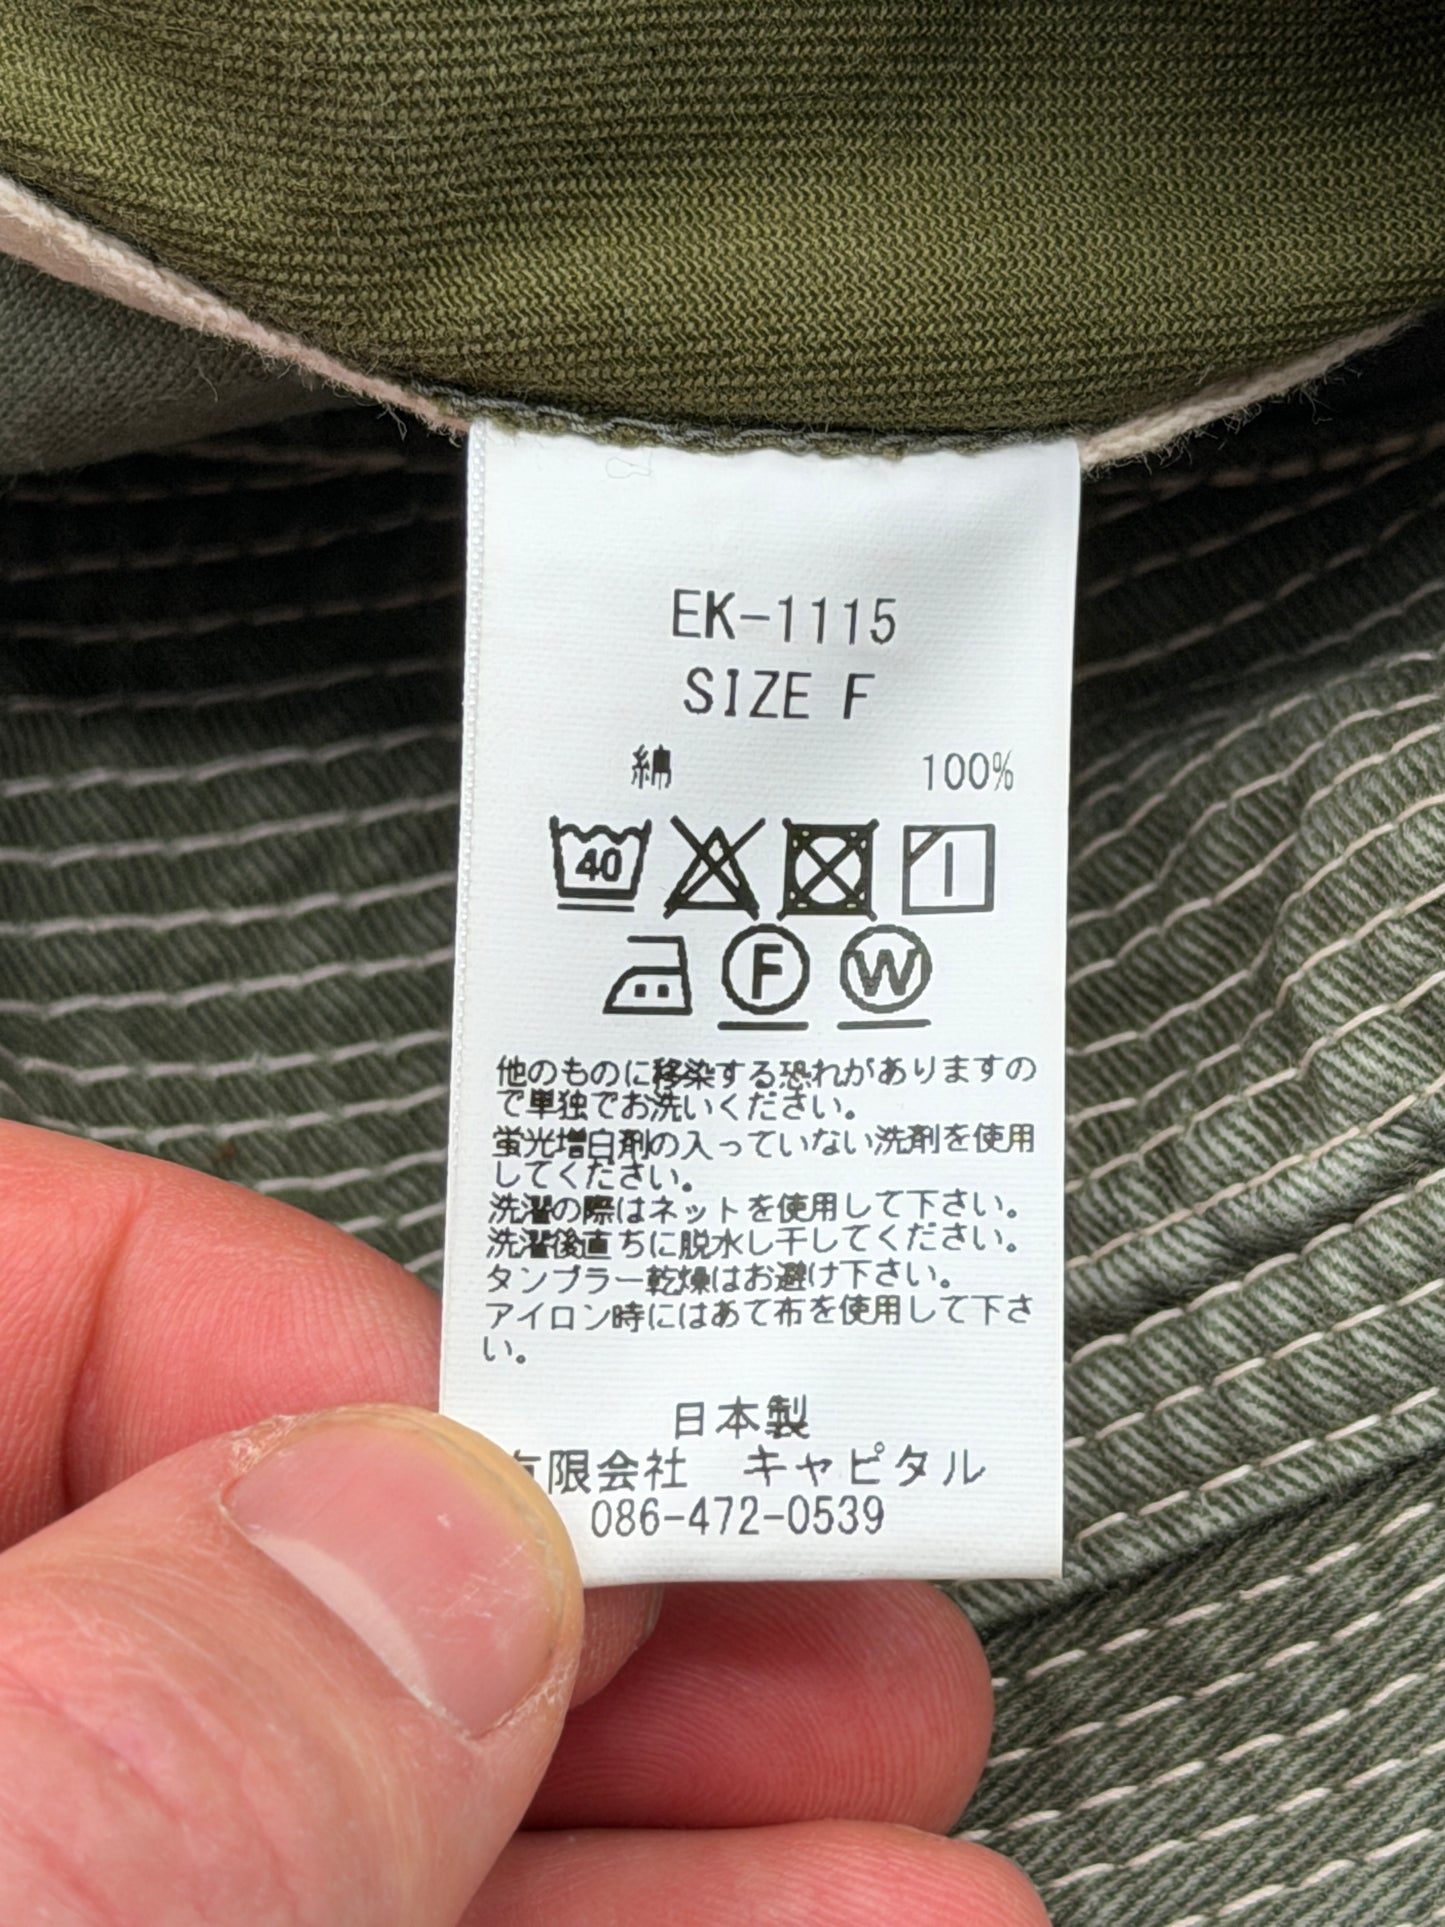 EK-1115
SIZE F
綿 100%
40
F W
他のものに移染する恐れがありますの
で単独でお洗いください。
蛍光増白剤の入っていない洗剤を使用
してください。
洗濯の際はネットを使用して下さい。
洗濯後直ちに脱水し干してください。
タンブラー乾燥はお避け下さい。
アイロン時にはあて布を使用して下さ
い。
日本製
有限会社 キャピタル
086-472-0539